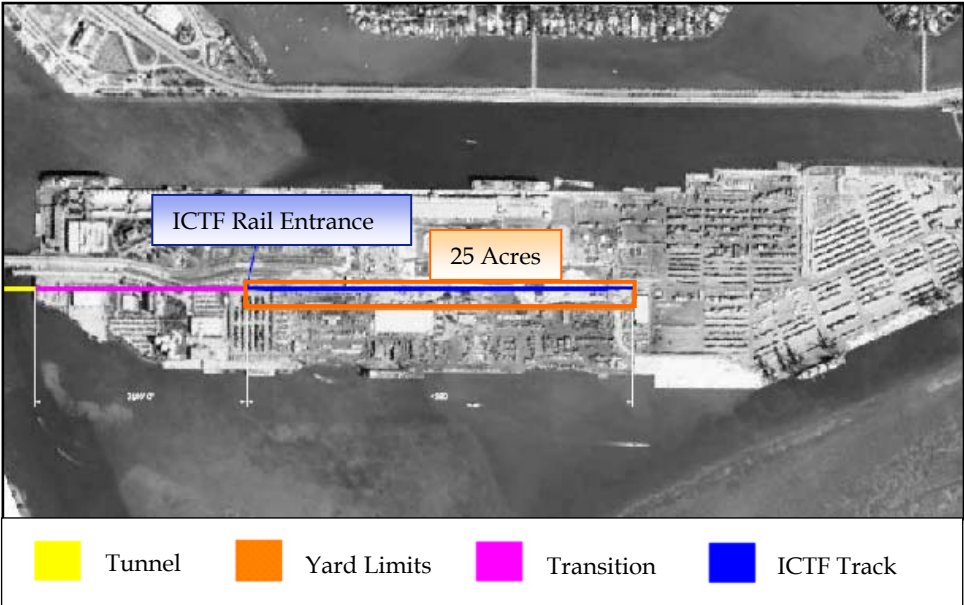 ICTF Rail Entrance
25 Acres
Tunnel
Yard Limits
Transition
ICTF Track